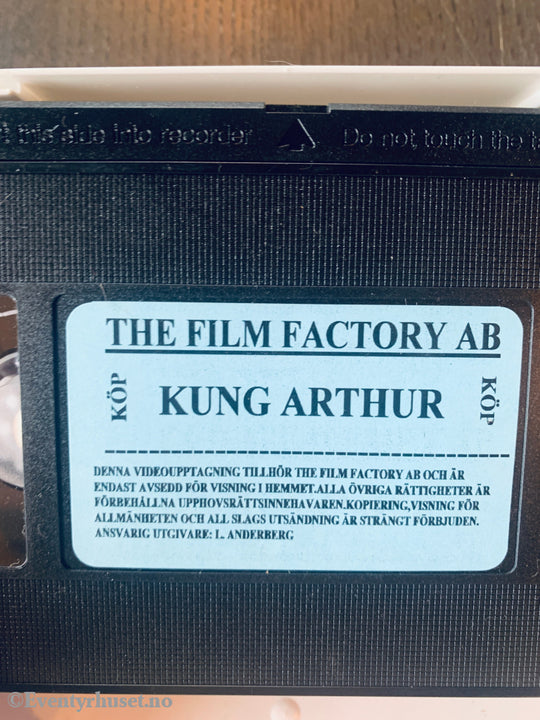 t this side into recorder Do not touch the ta
THE FILM FACTORY AB
KÖP KUNG ARTHUR KÖP
DENNA VIDEOUPPTAGNING TILLHÖR THE FILM FACTORY AB OCH ÄR
ENDAST AVSEDD FÖR VISNING I HEMMET.ALLA ÖVRIGA RÄTTIGHETER ÄR
FÖRBEHÅLLNA UPPHOVSRÄTTSINNEHAVAREN.KOPIERING,VISNING FÖR
ALLMÄNHETEN OCH ALL SLAGS UTSÄNDNING ÄR STRÄNGT FÖRBJUDEN.
ANSVARIG UTGIVARE: L. ANDERBERG
©Eventyrhuset.no